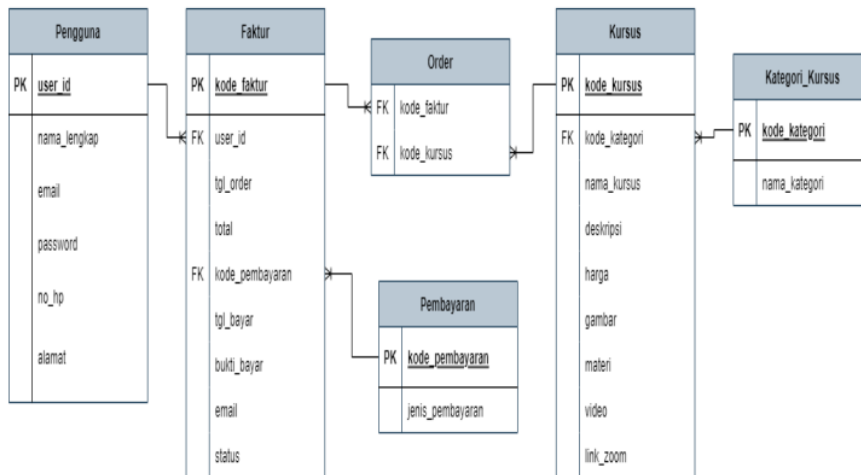 Pengguna
PK user_id
nama_lengkap
email
password
no_hp
alamat
Faktur
PK kode_faktur
FK user_id
tgl_order
total
FK kode_pembayaran
tgl_bayar
bukti_bayar
email
status
Order
FK kode_faktur
FK kode_kursus
Pembayaran
PK kode_pembayaran
jenis_pembayaran
Kursus
PK kode_kursus
FK kode_kategori
nama_kursus
deskripsi
harga
gambar
materi
video
link_zoom
Kategori_Kursus
PK kode_kategori
nama_kategori